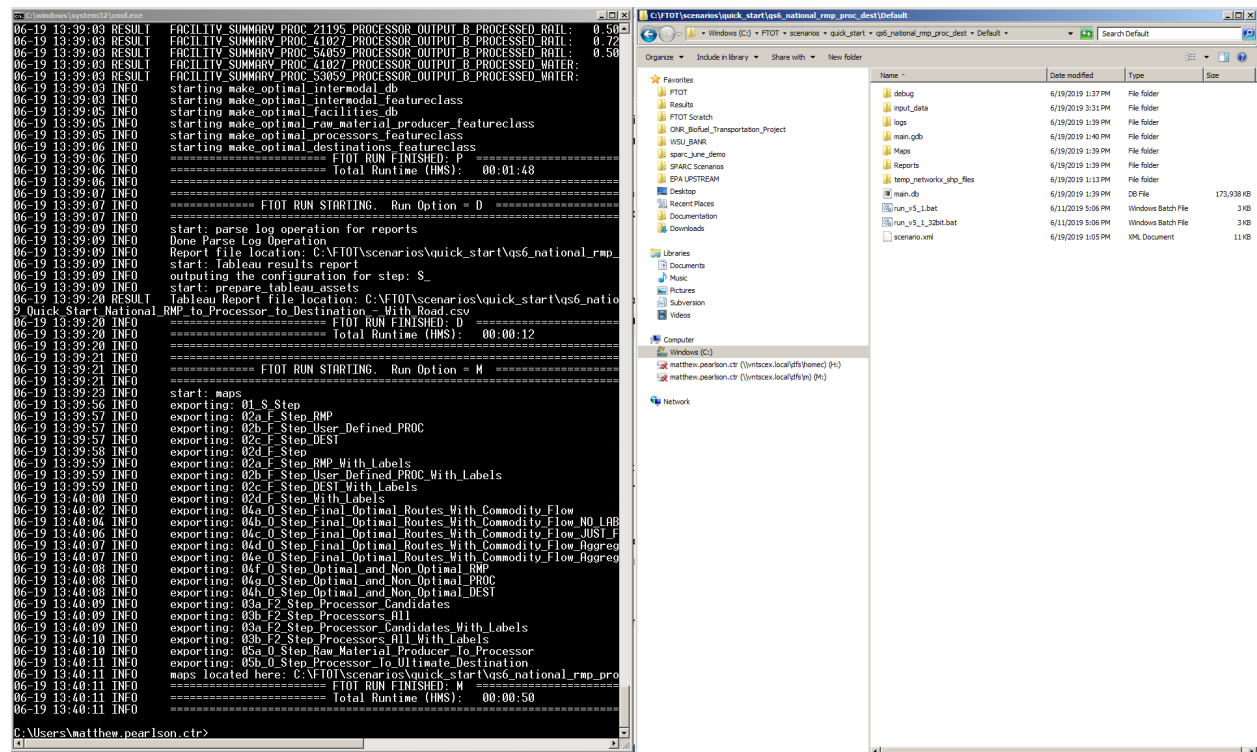 C:\windows\system32\cmd.exe
06-19 13:39:03 RESULT FACILITY_SUMMARY_PROC_21195_PROCESSOR_OUTPUT_B_PROCESSED_RAIL: 0.50
06-19 13:39:03 RESULT FACILITY_SUMMARY_PROC_41027_PROCESSOR_OUTPUT_B_PROCESSED_RAIL: 0.72
06-19 13:39:03 RESULT FACILITY_SUMMARY_PROC_54059_PROCESSOR_OUTPUT_B_PROCESSED_RAIL: 0.50
06-19 13:39:03 RESULT FACILITY_SUMMARY_PROC_41027_PROCESSOR_OUTPUT_B_PROCESSED_WATER:
06-19 13:39:03 RESULT FACILITY_SUMMARY_PROC_53059_PROCESSOR_OUTPUT_B_PROCESSED_WATER:
06-19 13:39:03 INFO starting make_optimal_intermodal_db
06-19 13:39:03 INFO starting make_optimal_intermodal_featureclass
06-19 13:39:05 INFO starting make_optimal_facilities_db
06-19 13:39:05 INFO starting make_optimal_raw_material_producer_featureclass
06-19 13:39:05 INFO starting make_optimal_processors_featureclass
06-19 13:39:06 INFO starting make_optimal_destinations_featureclass
06-19 13:39:06 INFO ====================== FTOT RUN FINISHED: P ====================
06-19 13:39:06 INFO ====================== Total Runtime (HMS): 00:01:48
06-19 13:39:06 INFO ================================================================
06-19 13:39:07 INFO ================================================================
06-19 13:39:07 INFO ============= FTOT RUN STARTING. Run Option = D =================
06-19 13:39:07 INFO ================================================================
06-19 13:39:09 INFO start: parse log operation for reports
06-19 13:39:09 INFO Done Parse Log Operation
06-19 13:39:09 INFO Report file location: C:\FTOT\scenarios\quick_start\qs6_national_rmp_
06-19 13:39:09 INFO start: Tableau results report
06-19 13:39:09 INFO outputing the configuration for step: S_
06-19 13:39:09 INFO start: prepare_tableau_assets
06-19 13:39:20 RESULT Tableau Report file location: C:\FTOT\scenarios\quick_start\qs6_natio
9_Quick_Start_National_RMP_to_Processor_to_Destination_-_With_Road.csv
06-19 13:39:20 INFO ====================== FTOT RUN FINISHED: D ====================
06-19 13:39:20 INFO ====================== Total Runtime (HMS): 00:00:12
06-19 13:39:20 INFO ================================================================
06-19 13:39:21 INFO ================================================================
06-19 13:39:21 INFO ============= FTOT RUN STARTING. Run Option = M =================
06-19 13:39:21 INFO ================================================================
06-19 13:39:23 INFO start: maps
06-19 13:39:56 INFO exporting: 01_S_Step
06-19 13:39:57 INFO exporting: 02a_F_Step_RMP
06-19 13:39:57 INFO exporting: 02b_F_Step_User_Defined_PROC
06-19 13:39:57 INFO exporting: 02c_F_Step_DEST
06-19 13:39:58 INFO exporting: 02d_F_Step
06-19 13:39:59 INFO exporting: 02a_F_Step_RMP_With_Labels
06-19 13:39:59 INFO exporting: 02b_F_Step_User_Defined_PROC_With_Labels
06-19 13:39:59 INFO exporting: 02c_F_Step_DEST_With_Labels
06-19 13:40:00 INFO exporting: 02d_F_Step_With_Labels
06-19 13:40:02 INFO exporting: 04a_O_Step_Final_Optimal_Routes_With_Commodity_Flow
06-19 13:40:04 INFO exporting: 04b_O_Step_Final_Optimal_Routes_With_Commodity_Flow_NO_LAB
06-19 13:40:06 INFO exporting: 04c_O_Step_Final_Optimal_Routes_With_Commodity_Flow_JUST_F
06-19 13:40:07 INFO exporting: 04d_O_Step_Final_Optimal_Routes_With_Commodity_Flow_Aggreg
06-19 13:40:07 INFO exporting: 04e_O_Step_Final_Optimal_Routes_With_Commodity_Flow_Aggreg
06-19 13:40:08 INFO exporting: 04f_O_Step_Optimal_and_Non_Optimal_RMP
06-19 13:40:08 INFO exporting: 04g_O_Step_Optimal_and_Non_Optimal_PROC
06-19 13:40:08 INFO exporting: 04h_O_Step_Optimal_and_Non_Optimal_DEST
06-19 13:40:09 INFO exporting: 03a_F2_Step_Processor_Candidates
06-19 13:40:09 INFO exporting: 03b_F2_Step_Processors_All
06-19 13:40:09 INFO exporting: 03a_F2_Step_Processor_Candidates_With_Labels
06-19 13:40:10 INFO exporting: 03b_F2_Step_Processors_All_With_Labels
06-19 13:40:10 INFO exporting: 05a_O_Step_Raw_Material_Producer_To_Processor
06-19 13:40:11 INFO exporting: 05b_O_Step_Processor_To_Ultimate_Destination
06-19 13:40:11 INFO maps located here: C:\FTOT\scenarios\quick_start\qs6_national_rmp_pro
06-19 13:40:11 INFO ====================== FTOT RUN FINISHED: M ====================
06-19 13:40:11 INFO ====================== Total Runtime (HMS): 00:00:50
06-19 13:40:11 INFO ================================================================
C:\Users\matthew.pearlson.ctr>
C:\FTOT\scenarios\quick_start\qs6_national_rmp_proc_dest\Default
Windows (C:) FTOT scenarios quick_start qs6_national_rmp_proc_dest Default
Search Default
Organize Include in library Share with New folder
Favorites
FTOT
Results
FTOT Scratch
ONR_Biofuel_Transportation_Project
WSU_BANR
sparc_june_demo
SPARC Scenarios
EPA UPSTREAM
Desktop
Recent Places
Documentation
Downloads
Libraries
Documents
Music
Pictures
Subversion
Videos
Computer
Windows (C:)
matthew.pearlson.ctr (\\vntscex.local\dfs\homec) (H:)
matthew.pearlson.ctr (\\vntscex.local\dfs\m) (M:)
Network
Name Date modified Type Size
debug 6/19/2019 1:37 PM File folder
input_data 6/19/2019 3:31 PM File folder
logs 6/19/2019 1:39 PM File folder
main.gdb 6/19/2019 1:40 PM File folder
Maps 6/19/2019 1:39 PM File folder
Reports 6/19/2019 1:39 PM File folder
temp_networkx_shp_files 6/19/2019 1:13 PM File folder
main.db 6/19/2019 1:39 PM DB File 173,938 KB
run_v5_1.bat 6/11/2019 5:06 PM Windows Batch File 3 KB
run_v5_1_32bit.bat 6/11/2019 5:06 PM Windows Batch File 3 KB
scenario.xml 6/19/2019 1:05 PM XML Document 11 KB